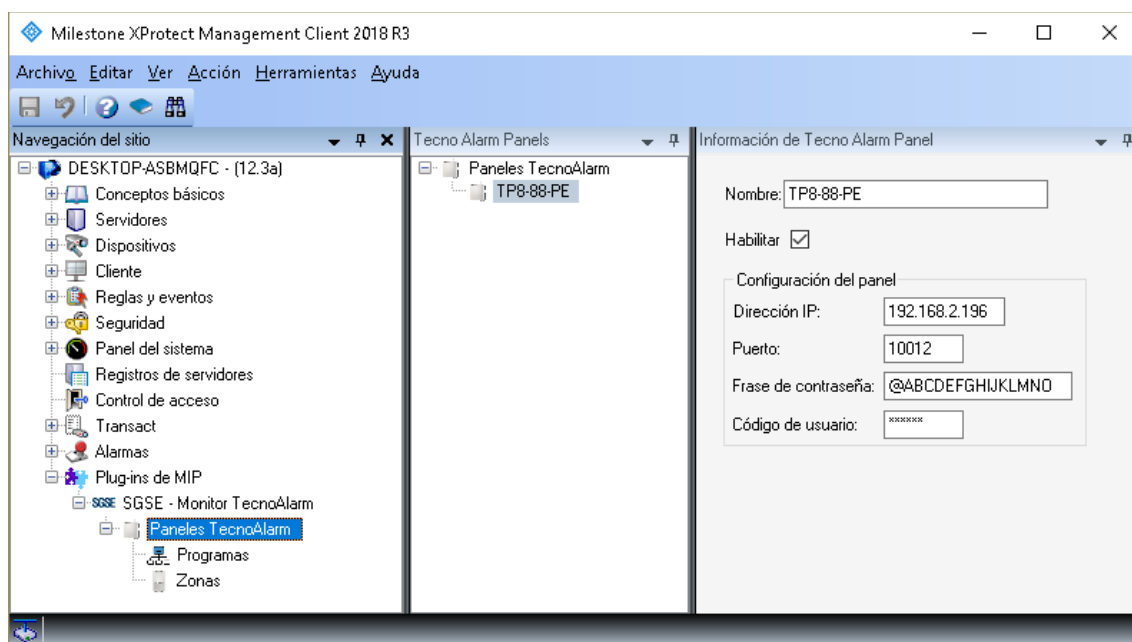 Milestone XProtect Management Client 2018 R3
Archivo Editar Ver Acción Herramientas Ayuda
Navegación del sitio
DESKTOP-ASBMQFC - (12.3a)
Conceptos básicos
Servidores
Dispositivos
Cliente
Reglas y eventos
Seguridad
Panel del sistema
Registros de servidores
Control de acceso
Transact
Alarmas
Plug-ins de MIP
SGSE SGSE - Monitor TecnoAlarm
Paneles TecnoAlarm
Programas
Zonas
Tecno Alarm Panels
Paneles TecnoAlarm
TP8-88-PE
Información de Tecno Alarm Panel
Nombre: TP8-88-PE
Habilitar
Configuración del panel
Dirección IP: 192.168.2.196
Puerto: 10012
Frase de contraseña: @ABCDEFGHIJKLMNO
Código de usuario: ******